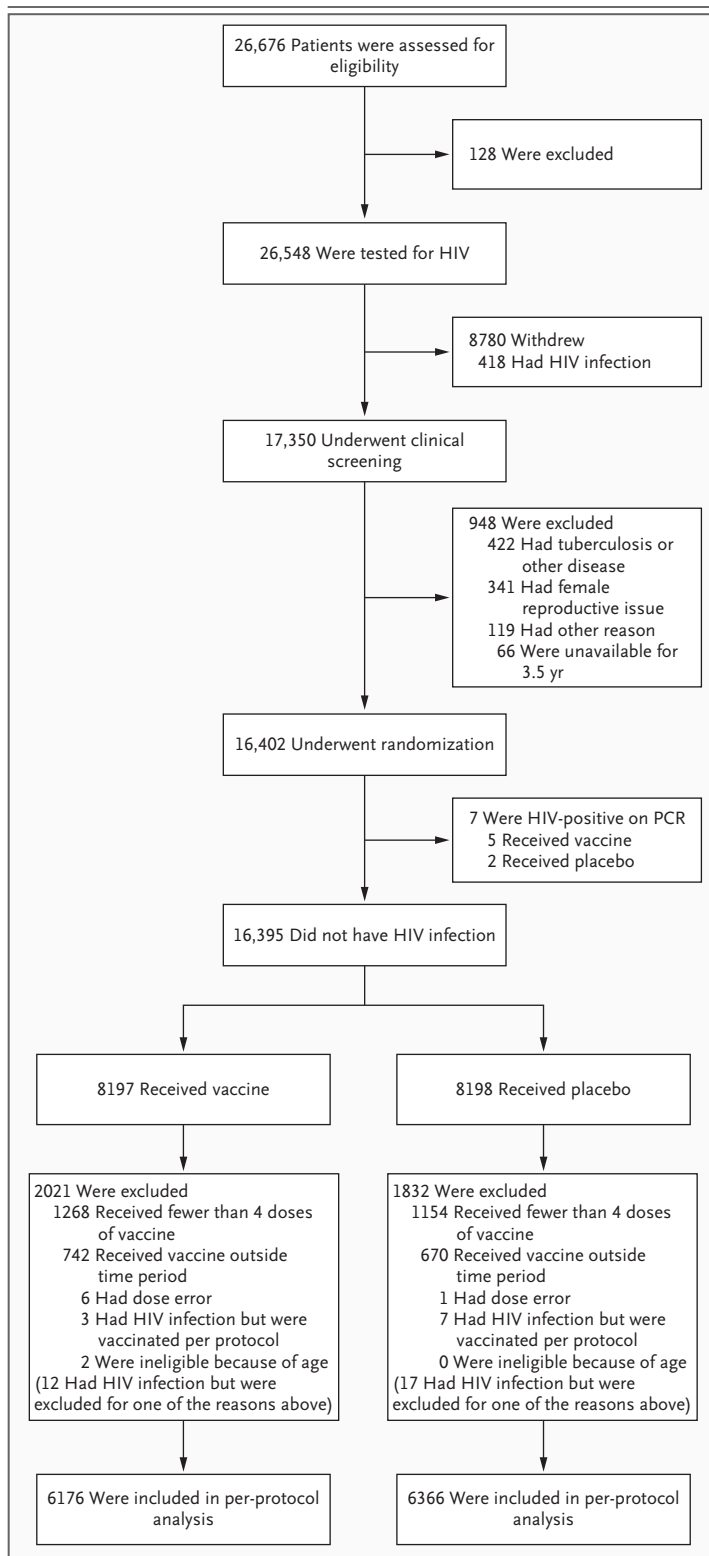 26,676 Patients were assessed for
eligibility
128 Were excluded
26,548 Were tested for HIV
8780 Withdrew
418 Had HIV infection
17,350 Underwent clinical
screening
948 Were excluded
422 Had tuberculosis or
other disease
341 Had female
reproductive issue
119 Had other reason
66 Were unavailable for
3.5 yr
16,402 Underwent randomization
7 Were HIV-positive on PCR
5 Received vaccine
2 Received placebo
16,395 Did not have HIV infection
8197 Received vaccine
8198 Received placebo
2021 Were excluded
1268 Received fewer than 4 doses
of vaccine
742 Received vaccine outside
time period
6 Had dose error
3 Had HIV infection but were
vaccinated per protocol
2 Were ineligible because of age
(12 Had HIV infection but were
excluded for one of the reasons above)
1832 Were excluded
1154 Received fewer than 4 doses
of vaccine
670 Received vaccine outside
time period
1 Had dose error
7 Had HIV infection but were
vaccinated per protocol
0 Were ineligible because of age
(17 Had HIV infection but were
excluded for one of the reasons above)
6176 Were included in per-protocol
analysis
6366 Were included in per-protocol
analysis